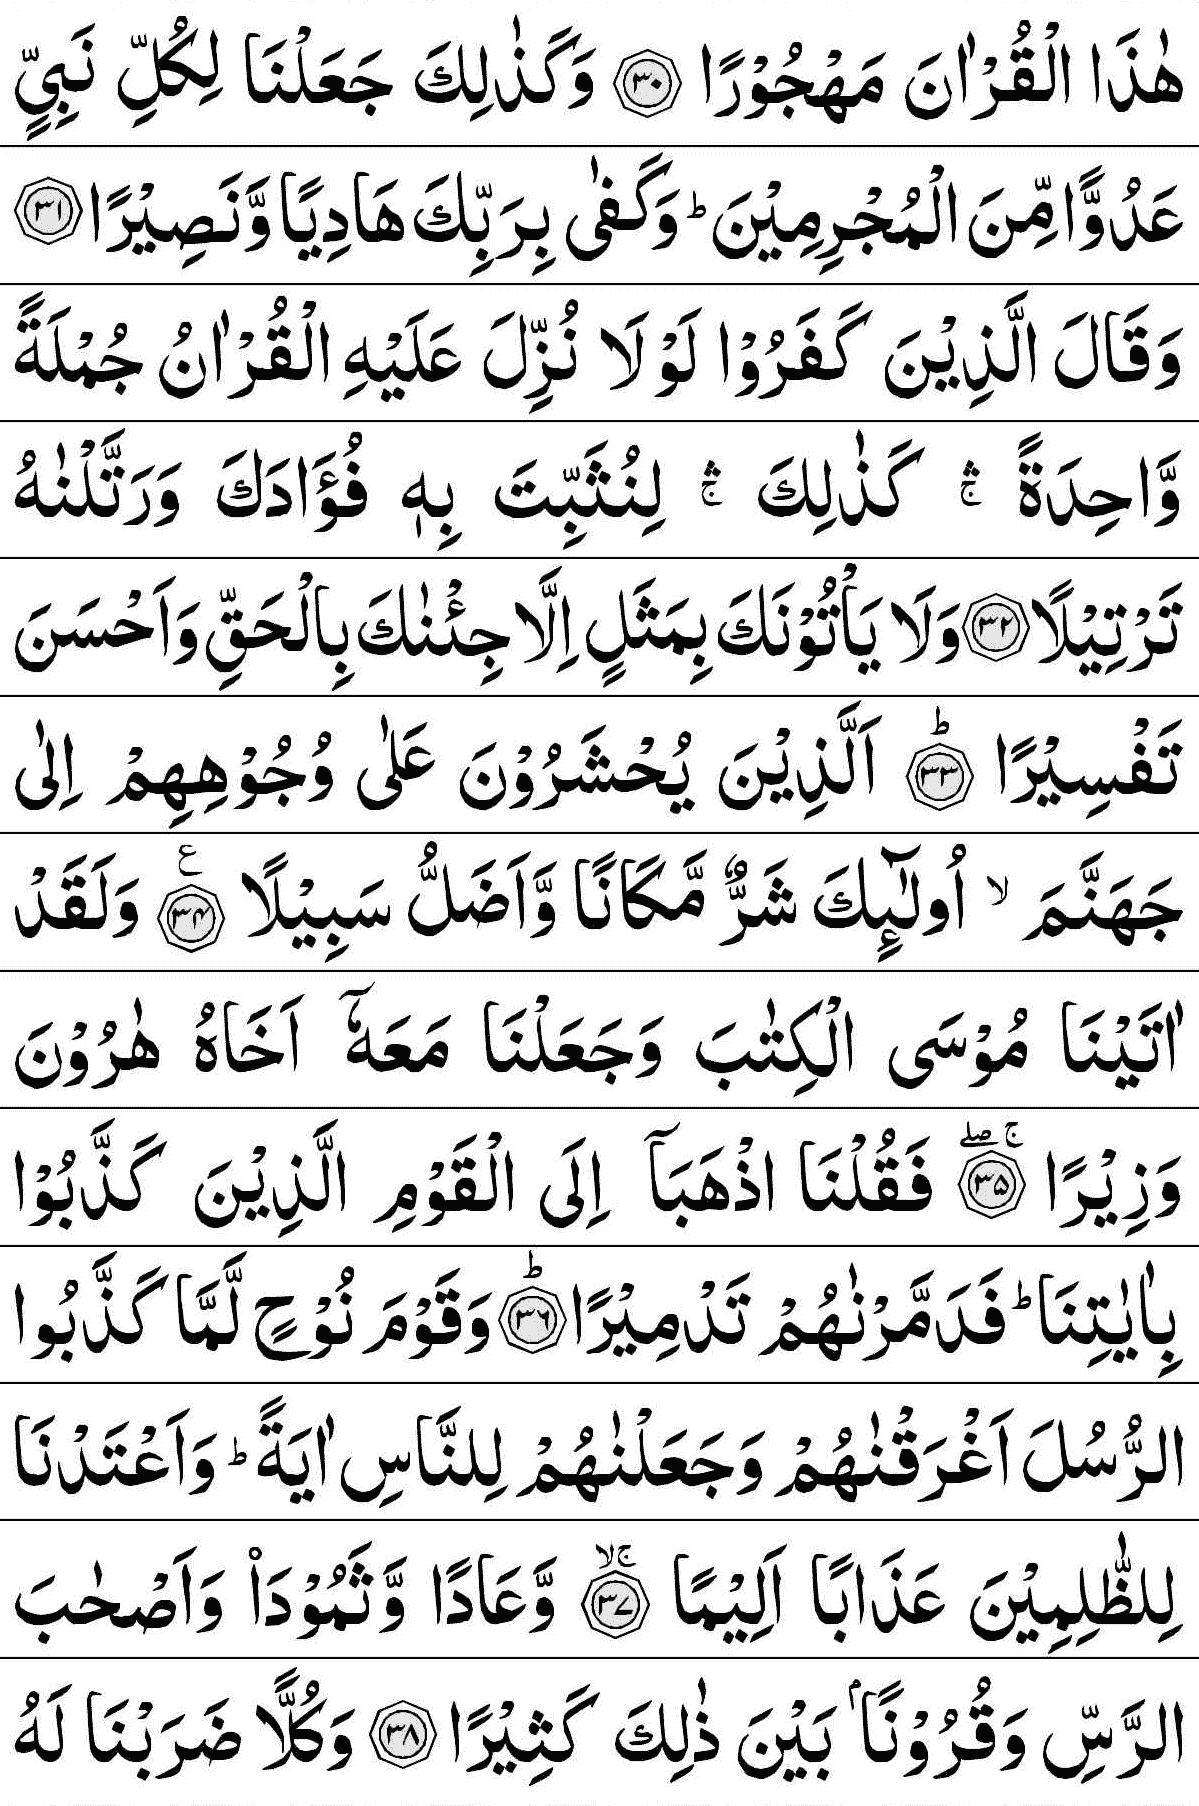 هٰذَا الْقُرْاٰنَ مَهْجُوْرًا ۝۳۰ وَكَذٰلِكَ جَعَلْنَا لِكُلِّ نَبِیٍّ
عَدُوًّا مِّنَ الْمُجْرِمِیْنَ ؕ وَكَفٰی بِرَبِّكَ هَادِیًا وَّنَصِیْرًا ۝۳۱
وَقَالَ الَّذِیْنَ كَفَرُوْا لَوْلَا نُزِّلَ عَلَیْهِ الْقُرْاٰنُ جُمْلَةً
وَّاحِدَةً ۛۚ كَذٰلِكَ ۛۚ لِنُثَبِّتَ بِهٖ فُؤَادَكَ وَرَتَّلْنٰهُ
تَرْتِیْلًا ۝۳۲ وَلَا یَاْتُوْنَكَ بِمَثَلٍ اِلَّا جِئْنٰكَ بِالْحَقِّ وَاَحْسَنَ
تَفْسِیْرًا ؕ۝۳۳ اَلَّذِیْنَ یُحْشَرُوْنَ عَلٰی وُجُوْهِهِمْ اِلٰی
جَهَنَّمَ ۙ اُولٰٓىِٕكَ شَرٌّ مَّكَانًا وَّاَضَلُّ سَبِیْلًا ۝۳۴ ع وَلَقَدْ
اٰتَیْنَا مُوْسَی الْكِتٰبَ وَجَعَلْنَا مَعَهٗۤ اَخَاهُ هٰرُوْنَ
وَزِیْرًا ۚۖ۝۳۵ فَقُلْنَا اذْهَبَاۤ اِلَی الْقَوْمِ الَّذِیْنَ كَذَّبُوْا
بِاٰیٰتِنَا ؕ فَدَمَّرْنٰهُمْ تَدْمِیْرًا ؕ۝۳۶ وَقَوْمَ نُوْحٍ لَّمَّا كَذَّبُوا
الرُّسُلَ اَغْرَقْنٰهُمْ وَجَعَلْنٰهُمْ لِلنَّاسِ اٰیَةً ؕ وَاَعْتَدْنَا
لِلظّٰلِمِیْنَ عَذَابًا اَلِیْمًا ۚۙ۝۳۷ وَّعَادًا وَّثَمُوْدَا۠ وَاَصْحٰبَ
الرَّسِّ وَقُرُوْنًۢا بَیْنَ ذٰلِكَ كَثِیْرًا ۝۳۸ وَكُلًّا ضَرَبْنَا لَهُ